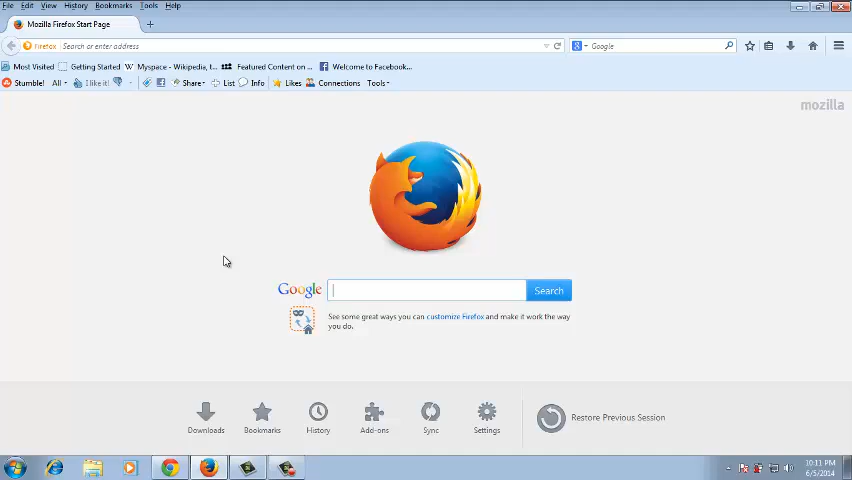 File Edit View History Bookmarks Tools Help
Mozilla Firefox Start Page
Firefox Search or enter address Google
Most Visited Getting Started Myspace - Wikipedia, t... Featured Content on ... Welcome to Facebook...
Stumble! All I like it! Share List Info Likes Connections Tools
mozilla
Google Search
See some great ways you can customize Firefox and make it work the way
you do.
Downloads Bookmarks History Add-ons Sync Settings Restore Previous Session
10:11 PM
6/5/2014